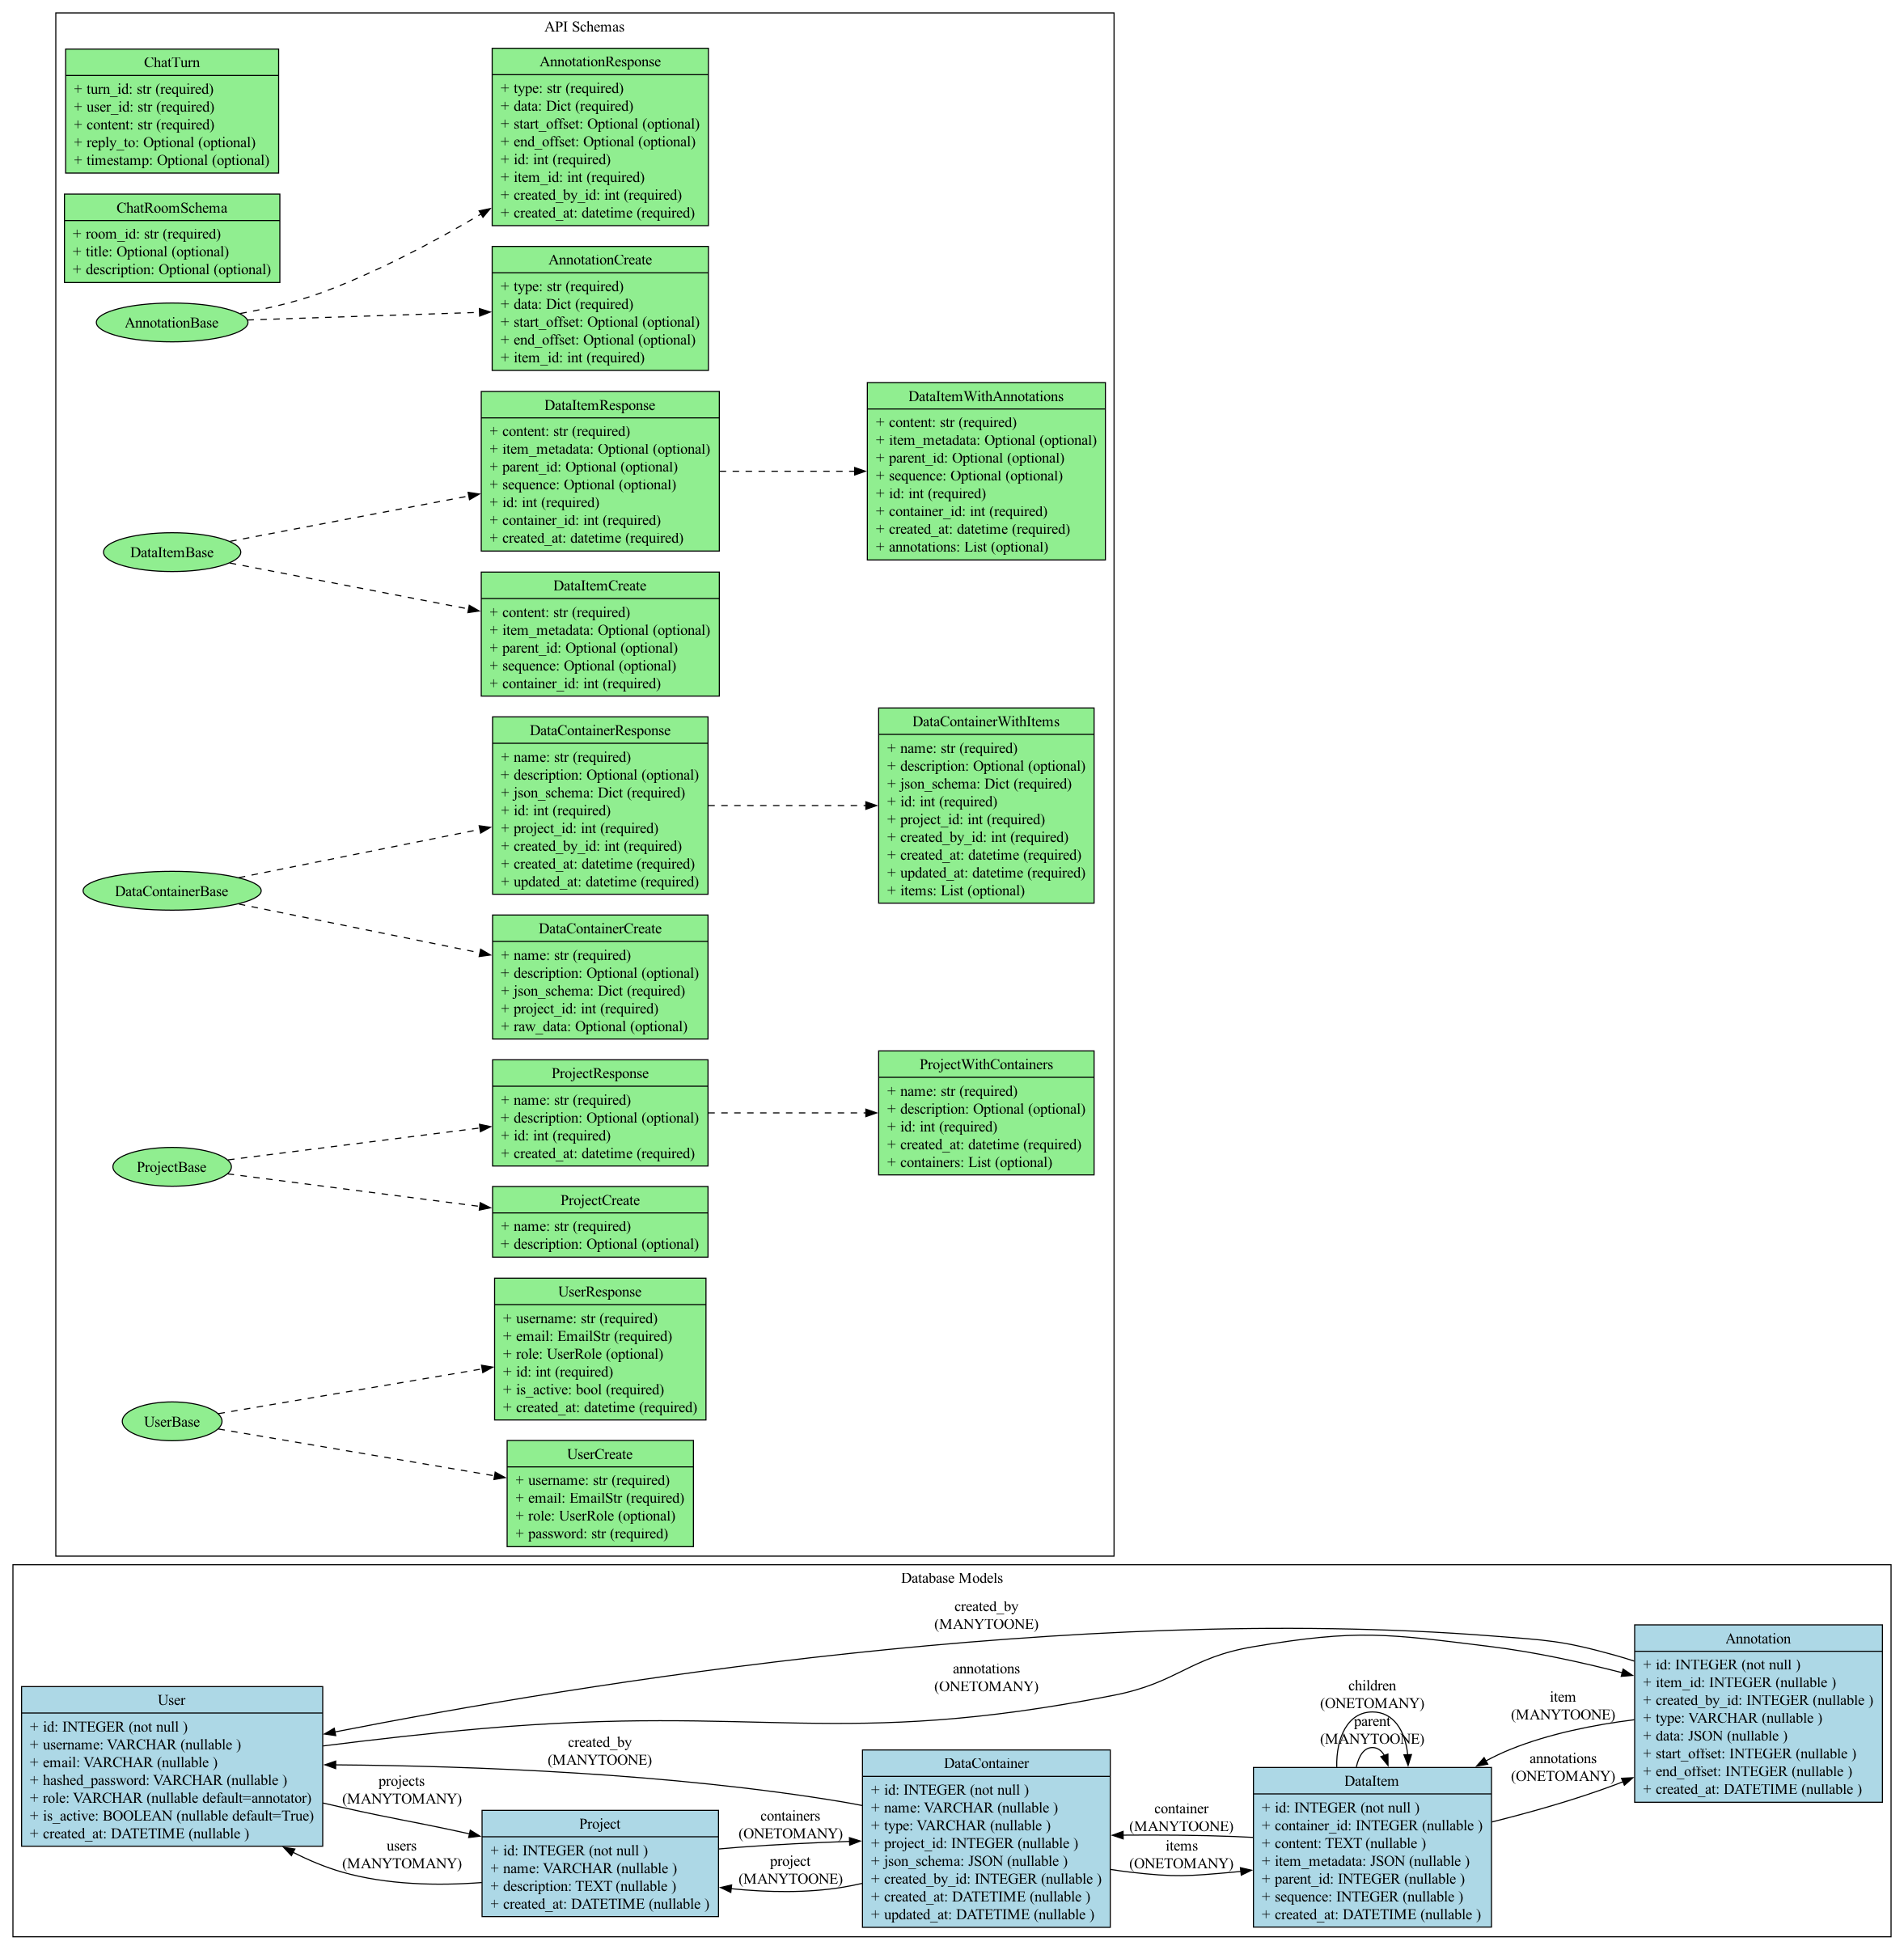 API Schemas
ChatTurn
+ turn_id: str (required)
+ user_id: str (required)
+ content: str (required)
+ reply_to: Optional (optional)
+ timestamp: Optional (optional)
ChatRoomSchema
+ room_id: str (required)
+ title: Optional (optional)
+ description: Optional (optional)
AnnotationBase
AnnotationResponse
+ type: str (required)
+ data: Dict (required)
+ start_offset: Optional (optional)
+ end_offset: Optional (optional)
+ id: int (required)
+ item_id: int (required)
+ created_by_id: int (required)
+ created_at: datetime (required)
AnnotationCreate
+ type: str (required)
+ data: Dict (required)
+ start_offset: Optional (optional)
+ end_offset: Optional (optional)
+ item_id: int (required)
DataItemBase
DataItemResponse
+ content: str (required)
+ item_metadata: Optional (optional)
+ parent_id: Optional (optional)
+ sequence: Optional (optional)
+ id: int (required)
+ container_id: int (required)
+ created_at: datetime (required)
DataItemWithAnnotations
+ content: str (required)
+ item_metadata: Optional (optional)
+ parent_id: Optional (optional)
+ sequence: Optional (optional)
+ id: int (required)
+ container_id: int (required)
+ created_at: datetime (required)
+ annotations: List (optional)
DataItemCreate
+ content: str (required)
+ item_metadata: Optional (optional)
+ parent_id: Optional (optional)
+ sequence: Optional (optional)
+ container_id: int (required)
DataContainerBase
DataContainerResponse
+ name: str (required)
+ description: Optional (optional)
+ json_schema: Dict (required)
+ id: int (required)
+ project_id: int (required)
+ created_by_id: int (required)
+ created_at: datetime (required)
+ updated_at: datetime (required)
DataContainerWithItems
+ name: str (required)
+ description: Optional (optional)
+ json_schema: Dict (required)
+ id: int (required)
+ project_id: int (required)
+ created_by_id: int (required)
+ created_at: datetime (required)
+ updated_at: datetime (required)
+ items: List (optional)
DataContainerCreate
+ name: str (required)
+ description: Optional (optional)
+ json_schema: Dict (required)
+ project_id: int (required)
+ raw_data: Optional (optional)
ProjectBase
ProjectResponse
+ name: str (required)
+ description: Optional (optional)
+ id: int (required)
+ created_at: datetime (required)
ProjectWithContainers
+ name: str (required)
+ description: Optional (optional)
+ id: int (required)
+ created_at: datetime (required)
+ containers: List (optional)
ProjectCreate
+ name: str (required)
+ description: Optional (optional)
UserBase
UserResponse
+ username: str (required)
+ email: EmailStr (required)
+ role: UserRole (optional)
+ id: int (required)
+ is_active: bool (required)
+ created_at: datetime (required)
UserCreate
+ username: str (required)
+ email: EmailStr (required)
+ role: UserRole (optional)
+ password: str (required)
Database Models
User
+ id: INTEGER (not null )
+ username: VARCHAR (nullable )
+ email: VARCHAR (nullable )
+ hashed_password: VARCHAR (nullable )
+ role: VARCHAR (nullable default=annotator)
+ is_active: BOOLEAN (nullable default=True)
+ created_at: DATETIME (nullable )
created_by
(MANYTOONE)
annotations
(ONETOMANY)
created_by
(MANYTOONE)
projects
(MANYTOMANY)
users
(MANYTOMANY)
Project
+ id: INTEGER (not null )
+ name: VARCHAR (nullable )
+ description: TEXT (nullable )
+ created_at: DATETIME (nullable )
containers
(ONETOMANY)
project
(MANYTOONE)
DataContainer
+ id: INTEGER (not null )
+ name: VARCHAR (nullable )
+ type: VARCHAR (nullable )
+ project_id: INTEGER (nullable )
+ json_schema: JSON (nullable )
+ created_by_id: INTEGER (nullable )
+ created_at: DATETIME (nullable )
+ updated_at: DATETIME (nullable )
container
(MANYTOONE)
items
(ONETOMANY)
children
(ONETOMANY)
parent
(MANYTOONE)
DataItem
+ id: INTEGER (not null )
+ container_id: INTEGER (nullable )
+ content: TEXT (nullable )
+ item_metadata: JSON (nullable )
+ parent_id: INTEGER (nullable )
+ sequence: INTEGER (nullable )
+ created_at: DATETIME (nullable )
item
(MANYTOONE)
annotations
(ONETOMANY)
Annotation
+ id: INTEGER (not null )
+ item_id: INTEGER (nullable )
+ created_by_id: INTEGER (nullable )
+ type: VARCHAR (nullable )
+ data: JSON (nullable )
+ start_offset: INTEGER (nullable )
+ end_offset: INTEGER (nullable )
+ created_at: DATETIME (nullable )